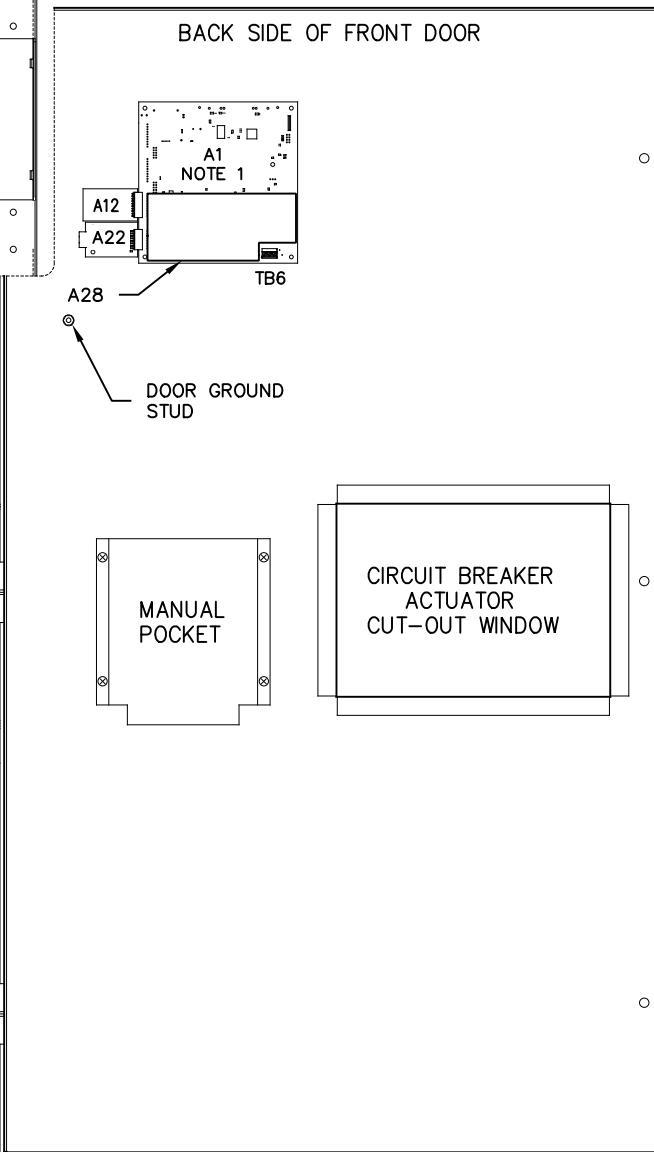 BACK SIDE OF FRONT DOOR
A1
NOTE 1
A12
A22
TB6
A28
DOOR GROUND
STUD
MANUAL
POCKET
CIRCUIT BREAKER
ACTUATOR
CUT-OUT WINDOW